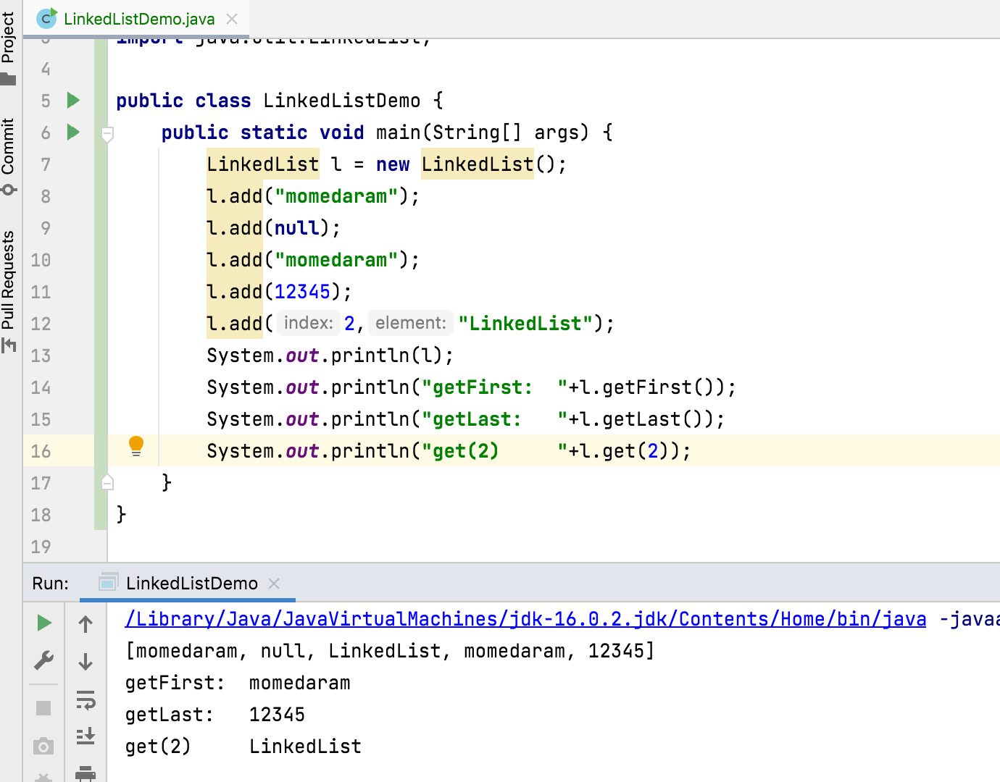 LinkedListDemo.java
Project
Commit
Pull Requests
3 import java.util.LinkedList;
4
5 public class LinkedListDemo {
6 public static void main(String[] args) {
7 LinkedList l = new LinkedList();
8 l.add("momedaram");
9 l.add(null);
10 l.add("momedaram");
11 l.add(12345);
12 l.add( index: 2, element: "LinkedList");
13 System.out.println(l);
14 System.out.println("getFirst:  "+l.getFirst());
15 System.out.println("getLast:   "+l.getLast());
16 System.out.println("get(2)     "+l.get(2));
17 }
18 }
19
Run: LinkedListDemo
/Library/Java/JavaVirtualMachines/jdk-16.0.2.jdk/Contents/Home/bin/java -java
[momedaram, null, LinkedList, momedaram, 12345]
getFirst:  momedaram
getLast:   12345
get(2)     LinkedList